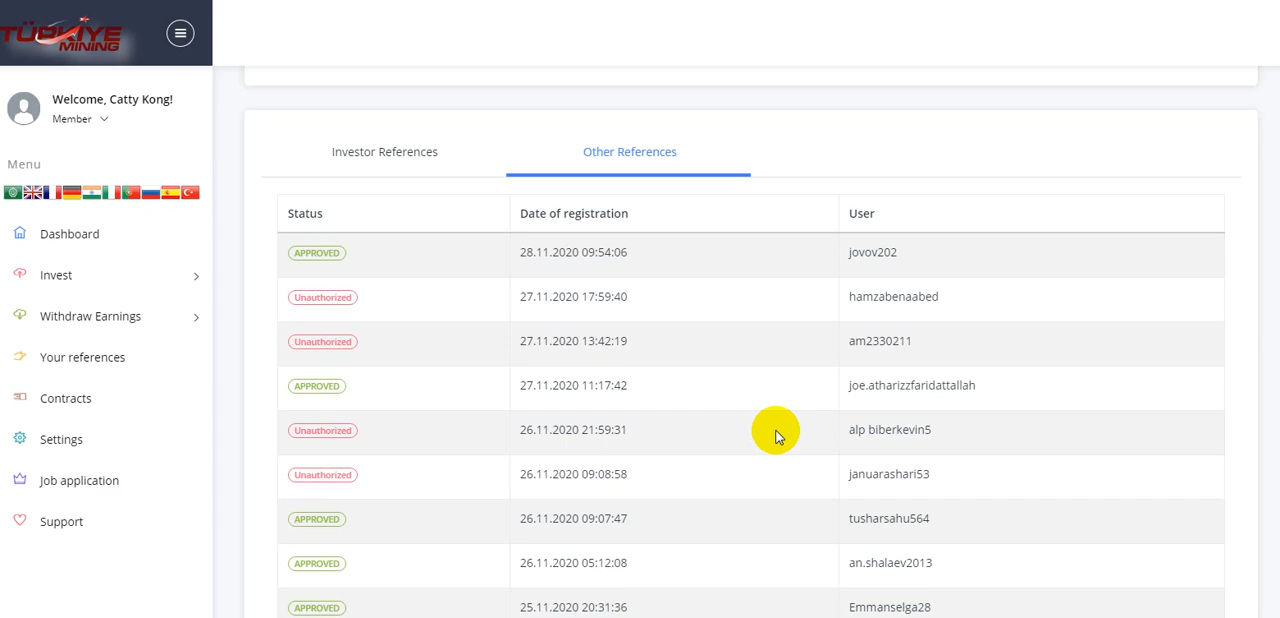 TÜRKİYE
MINING
Welcome, Catty Kong!
Member
Menu
Dashboard
Invest
Withdraw Earnings
Your references
Contracts
Settings
Job application
Support
Investor References
Other References
Status Date of registration User
APPROVED 28.11.2020 09:54:06 jovov202
Unauthorized 27.11.2020 17:59:40 hamzabenaabed
Unauthorized 27.11.2020 13:42:19 am2330211
APPROVED 27.11.2020 11:17:42 joe.atharizzfaridattallah
Unauthorized 26.11.2020 21:59:31 alp biberkevin5
Unauthorized 26.11.2020 09:08:58 januarashari53
APPROVED 26.11.2020 09:07:47 tusharsahu564
APPROVED 26.11.2020 05:12:08 an.shalaev2013
APPROVED 25.11.2020 20:31:36 Emmanselga28